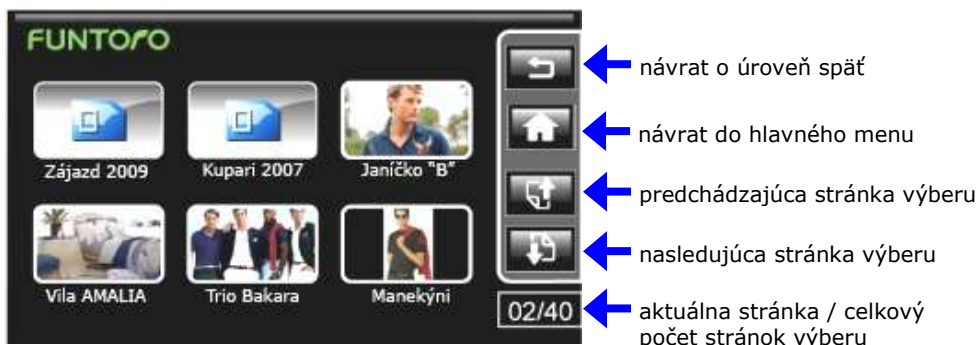 FUNTORO
návrat o úroveň späť
Zájazd 2009 Kupari 2007 Janíčko "B"
návrat do hlavného menu
predchádzajúca stránka výberu
nasledujúca stránka výberu
Vila AMALIA Trio Bakara Manekýni
02/40
aktuálna stránka / celkový
počet stránok výberu